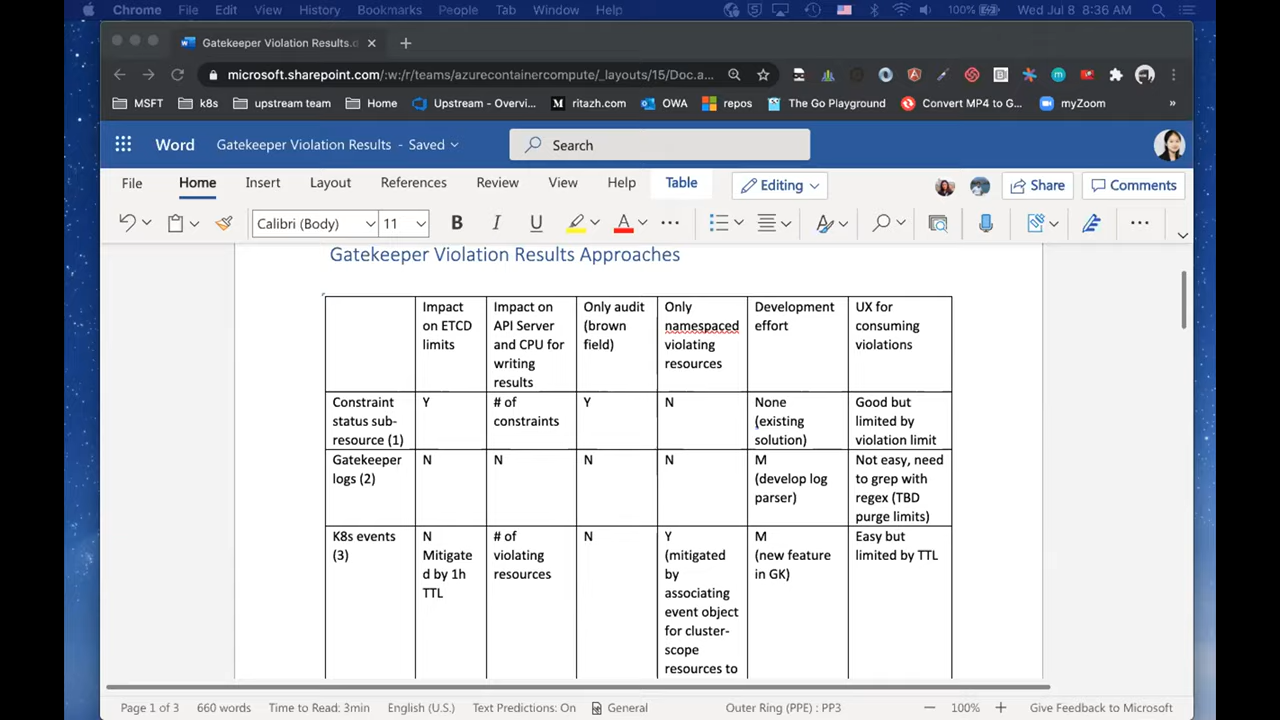 Chrome File Edit View History Bookmarks People Tab Window Help 100% Wed Jul 8 8:36 AM
Gatekeeper Violation Results.d
microsoft.sharepoint.com/:w:/r/teams/azurecontainercompute/_layouts/15/Doc.a...
MSFT k8s upstream team Home Upstream - Overvi... ritazh.com OWA repos The Go Playground Convert MP4 to G... myZoom »
Word Gatekeeper Violation Results - Saved Search
File Home Insert Layout References Review View Help Table Editing Share Comments
Calibri (Body) 11 B I U A
Gatekeeper Violation Results Approaches
Impact on ETCD limits
Impact on API Server and CPU for writing results
Only audit (brown field)
Only namespaced violating resources
Development effort
UX for consuming violations
Constraint status sub-resource (1)
Y
# of constraints
Y
N
None (existing solution)
Good but limited by violation limit
Gatekeeper logs (2)
N
N
N
N
M (develop log parser)
Not easy, need to grep with regex (TBD purge limits)
K8s events (3)
N Mitigated by 1h TTL
# of violating resources
N
Y (mitigated by associating event object for cluster-scope resources to
M (new feature in GK)
Easy but limited by TTL
Page 1 of 3 660 words Time to Read: 3min English (U.S.) Text Predictions: On General Outer Ring (PPE) : PP3 100% Give Feedback to Microsoft